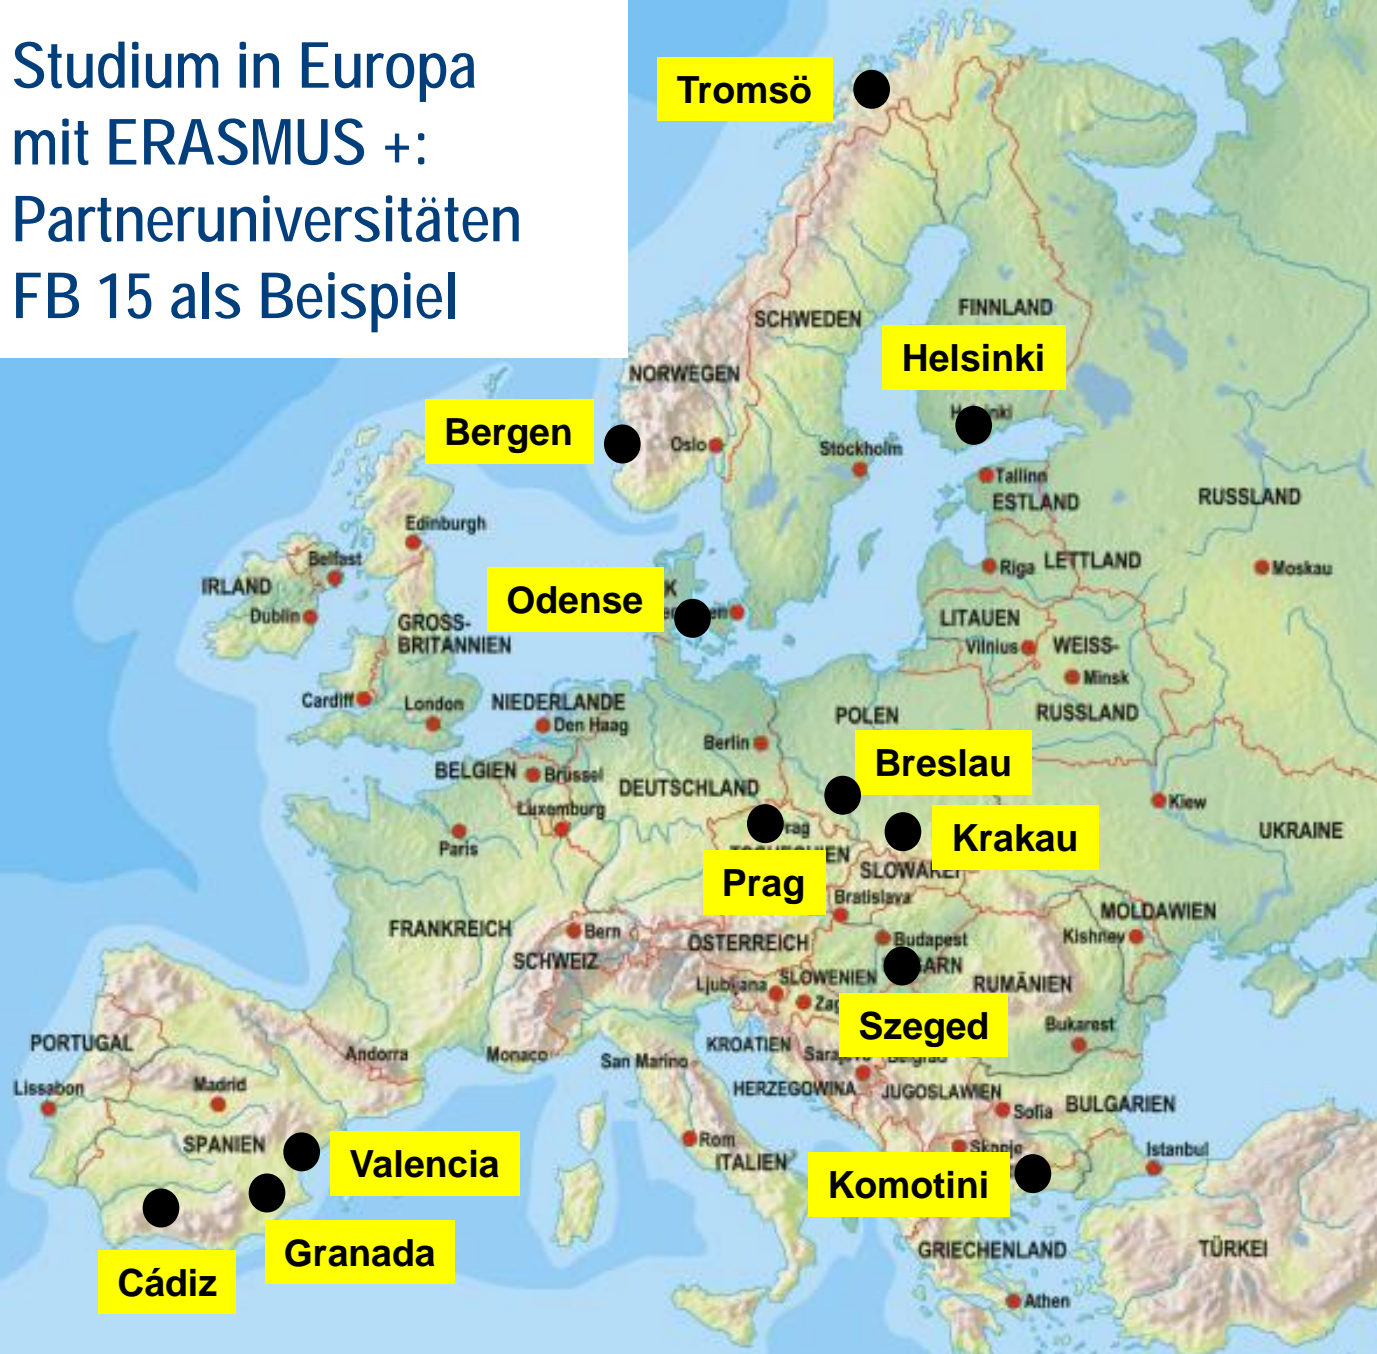 Studium in Europa
mit ERASMUS +:
Partneruniversitäten
FB 15 als Beispiel
Tromsö
SCHWEDEN
FINNLAND
Helsinki
NORWEGEN
Bergen
Oslo
Stockholm
Tallinn
ESTLAND
RUSSLAND
Edinburgh
Belfast
IRLAND
Dublin
GROSS-
BRITANNIEN
Odense
Riga
LETTLAND
Moskau
LITAUEN
Vilnius
WEISS-
RUSSLAND
Minsk
Cardiff
London
NIEDERLANDE
Den Haag
POLEN
Berlin
Breslau
BELGIEN
Brüssel
DEUTSCHLAND
Luxemburg
Kiew
UKRAINE
Paris
Krakau
Prag
SLOWAKEI
Bratislava
FRANKREICH
Bern
SCHWEIZ
ÖSTERREICH
Budapest
MOLDAWIEN
Kishnev
Ljubljana
SLOWENIEN
RUMÄNIEN
Szeged
Bukarest
PORTUGAL
Andorra
Monaco
San Marino
KROATIEN
Sarajevo
Belgrad
Lissabon
Madrid
HERZEGOWINA
JUGOSLAWIEN
Sofia
BULGARIEN
SPANIEN
Valencia
Rom
ITALIEN
Skopje
Istanbul
Komotini
Granada
Cádiz
GRIECHENLAND
TÜRKEI
Athen